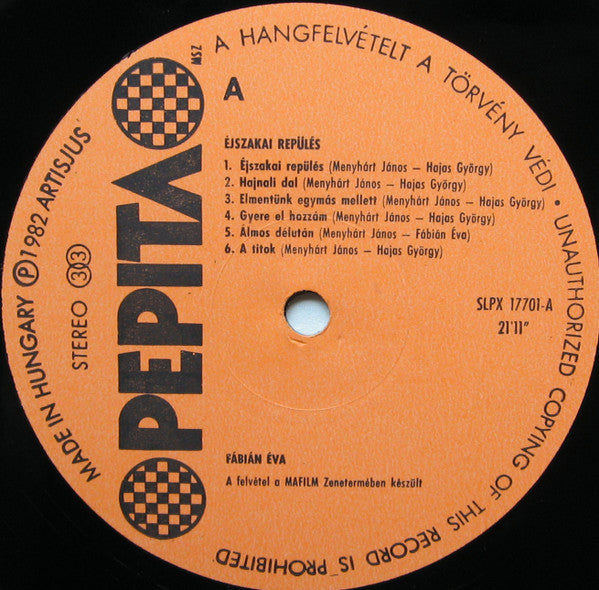 A HANGFELVÉTELT A TÖRVÉNY VÉDI • UNAUTHORIZED COPYING OF THIS RECORD IS PROHIBITED
MADE IN HUNGARY Ⓟ 1982 ARTISJUS
STEREO 33
PEPITA
MSZ
A
ÉJSZAKAI REPÜLÉS
1. Éjszakai repülés (Menyhárt János – Hajas György)
2. Hajnali dal (Menyhárt János – Hajas György)
3. Elmentünk egymás mellett (Menyhárt János – Hajas György)
4. Gyere el hozzám (Menyhárt János – Hajas György)
5. Álmos délután (Menyhárt János – Fábián Éva)
6. A titok (Menyhárt János – Hajas György)
SLPX 17701-A
21'11"
FÁBIÁN ÉVA
A felvétel a MAFILM Zenetermében készült